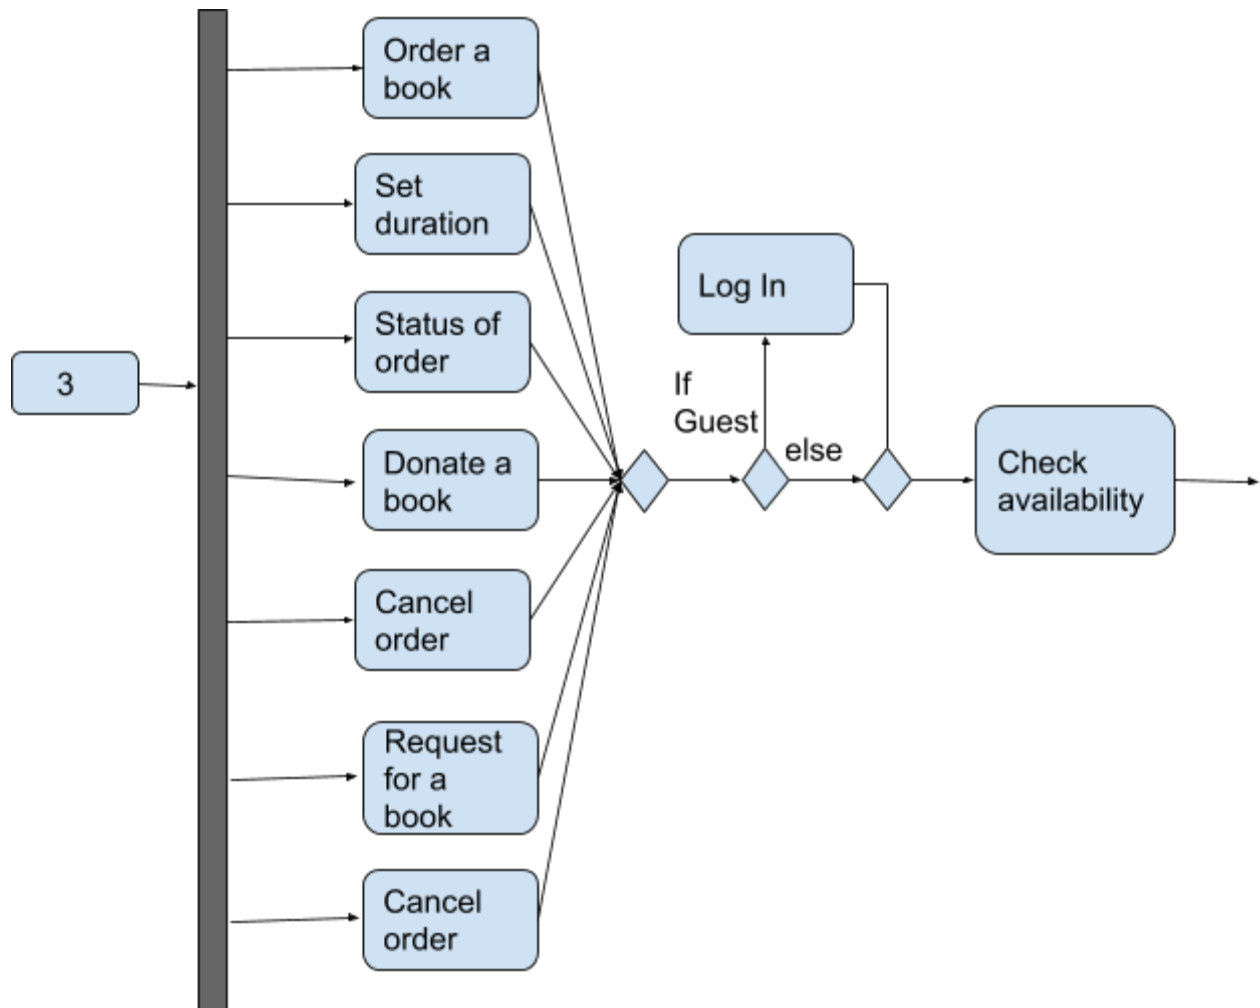 Order a
book
Set
duration
Status of
order
3
Donate a
book
Cancel
order
Request
for a
book
Cancel
order
Log In
If
Guest
else
Check
availability